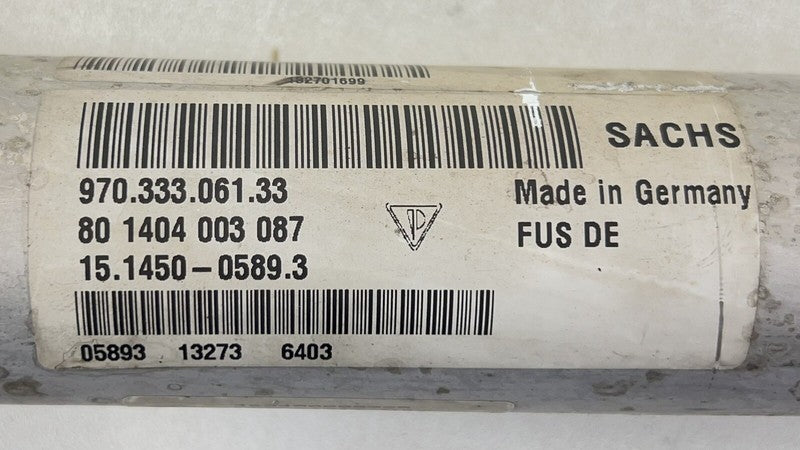 182701699
SACHS
970.333.061.33 Made in Germany
80 1404 003 087 FUS DE
15.1450-0589.3
05893 13273 6403